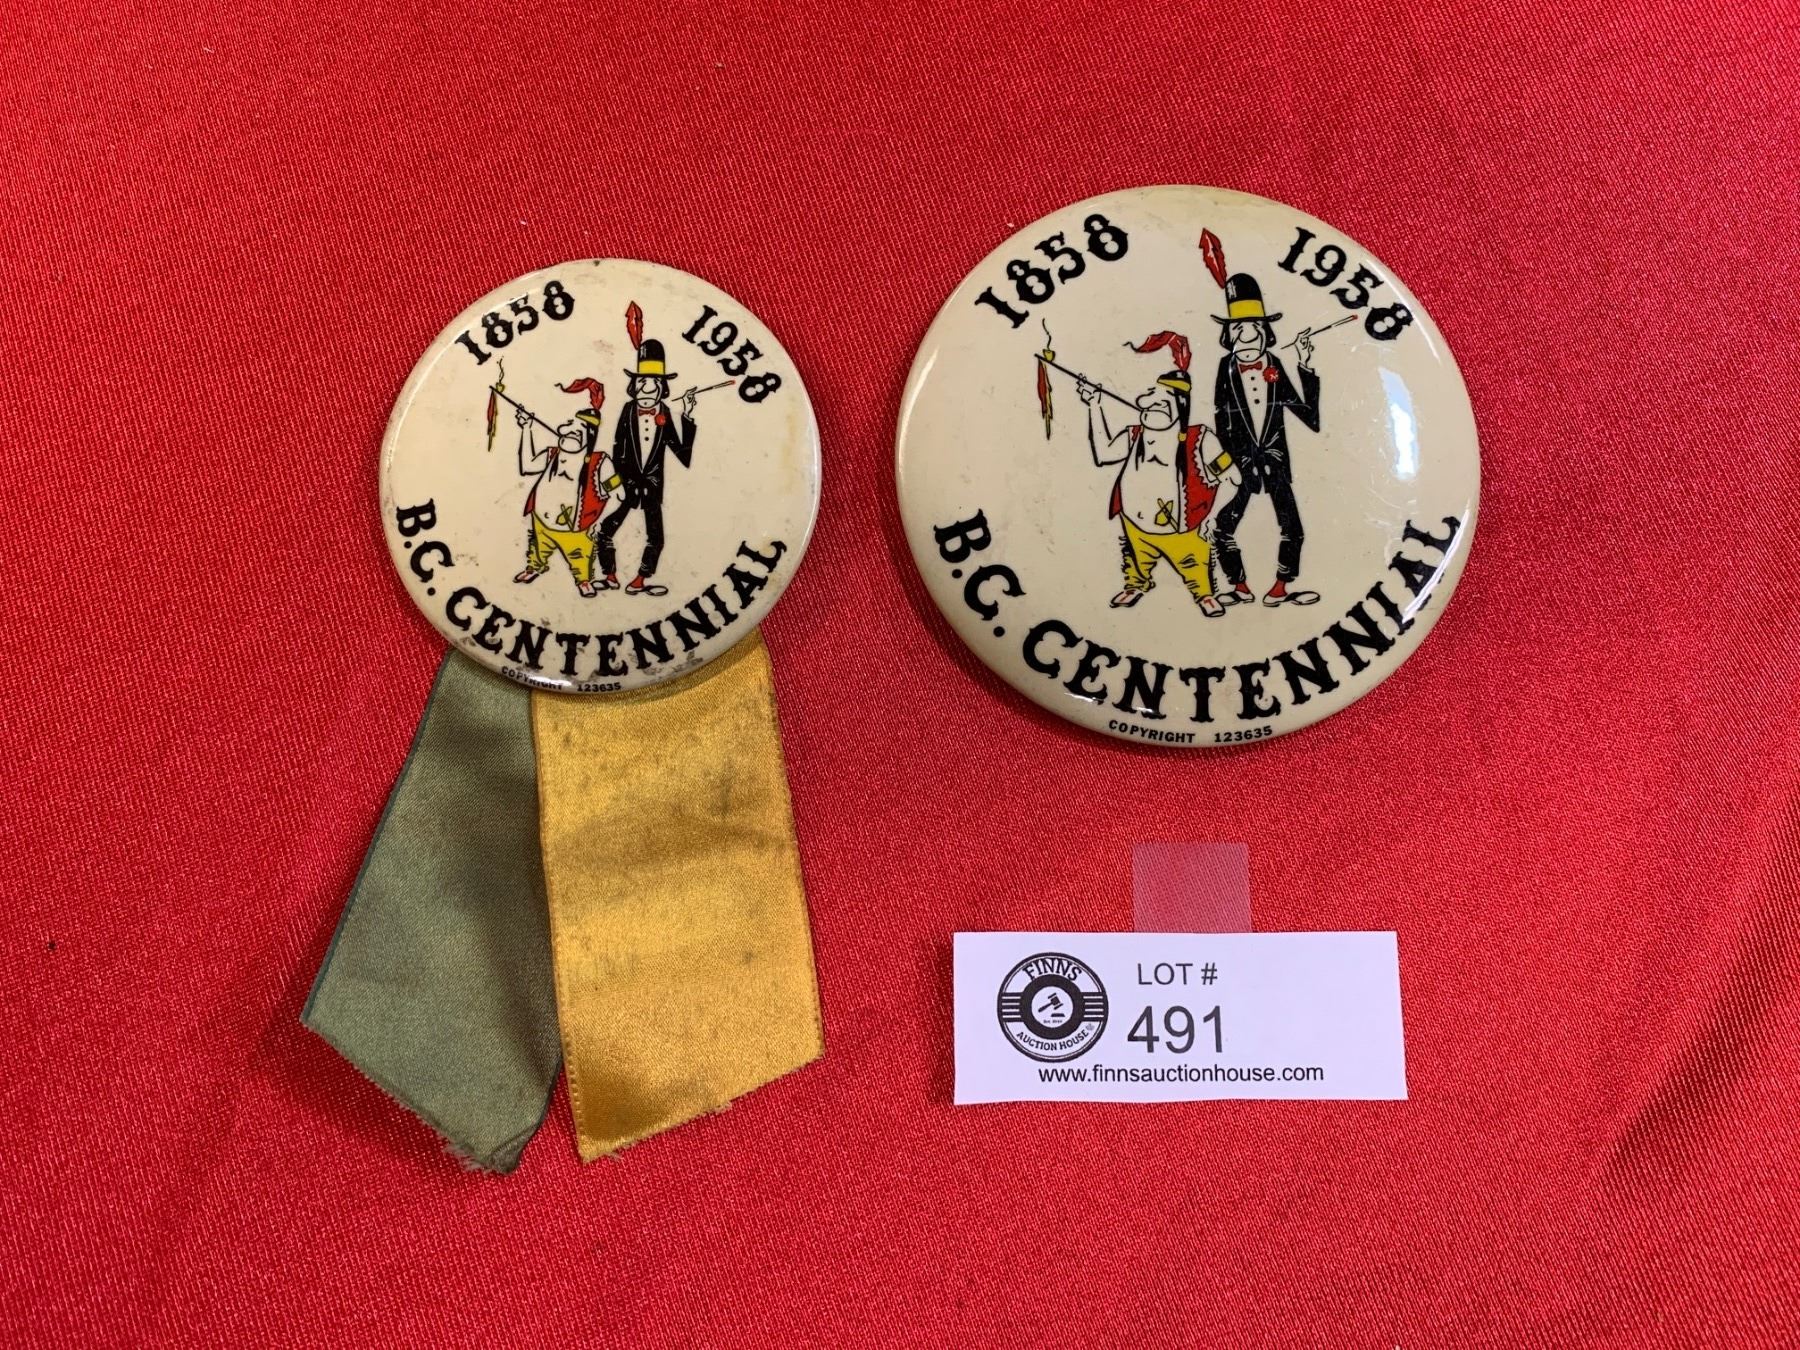 1858 1958
B.C. CENTENNIAL
COPYRIGHT 123635
1858 1958
B.C. CENTENNIAL
COPYRIGHT 123635
FINNS
AUCTION HOUSE
LOT #
491
www.finnsauctionhouse.com